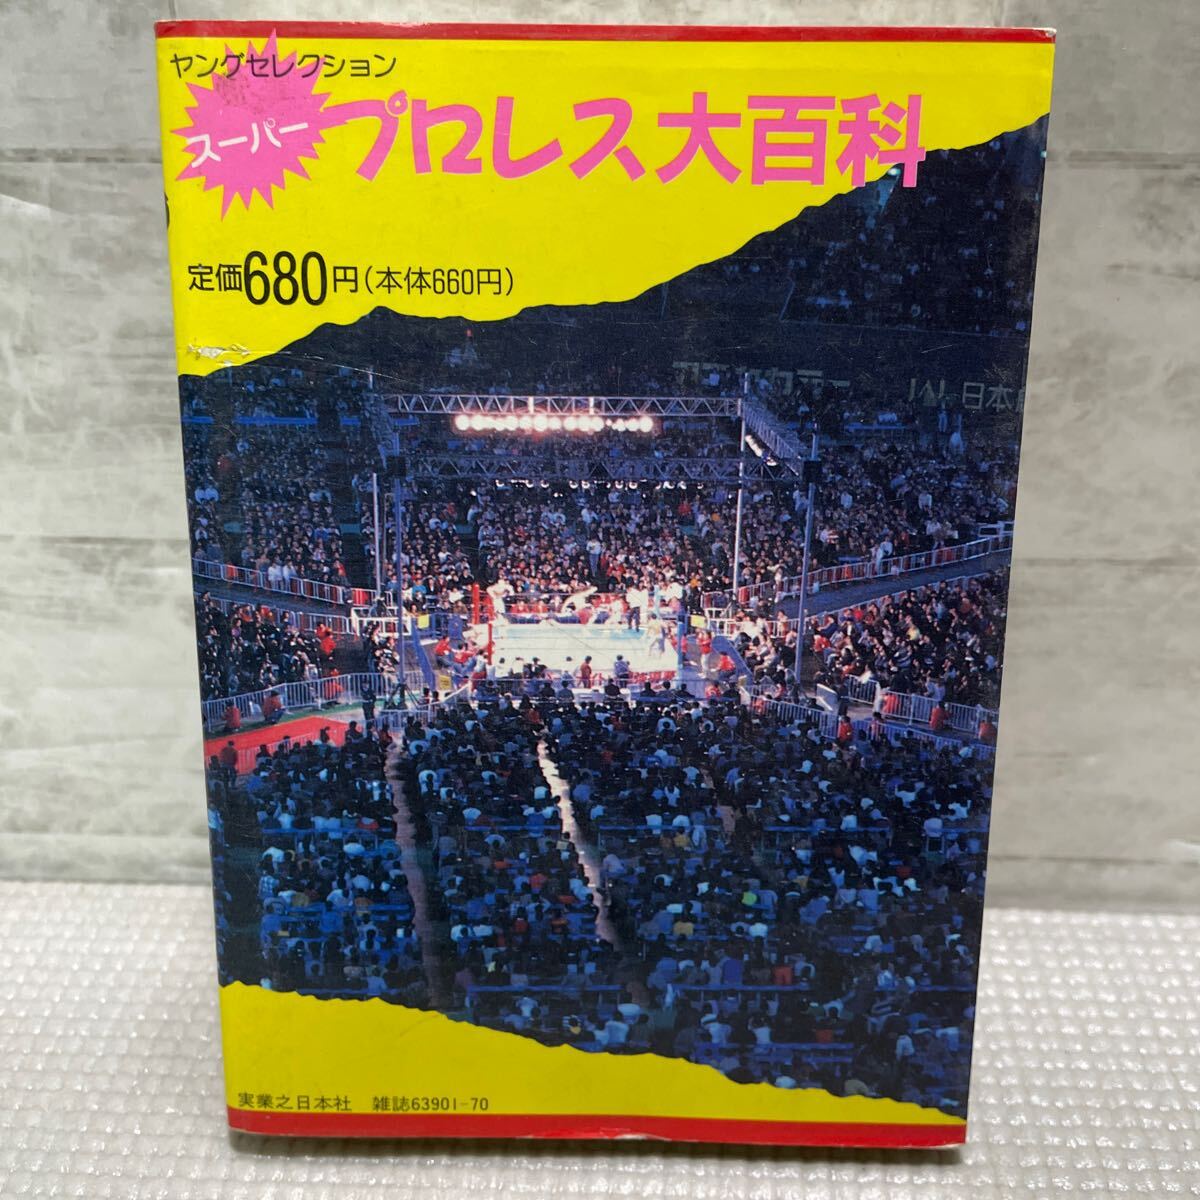 ヤングセレクション
スーパー
プロレス大百科
定価680円(本体660円)
日本
実業之日本社 雑誌63901-70